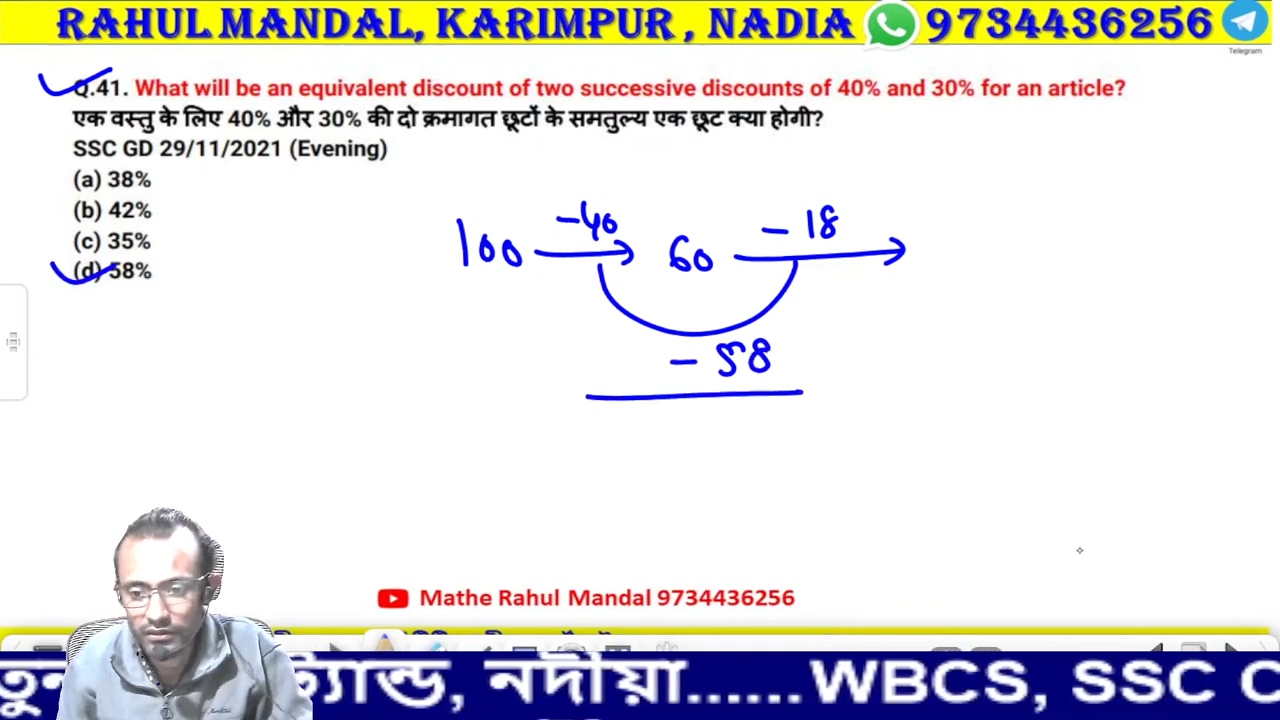 RAHUL MANDAL, KARIMPUR , NADIA 9734436256
Telegram
Q.41. What will be an equivalent discount of two successive discounts of 40% and 30% for an article?
एक वस्तु के लिए 40% और 30% की दो क्रमागत छूटों के समतुल्य एक छूट क्या होगी?
SSC GD 29/11/2021 (Evening)
(a) 38%
(b) 42%
(c) 35%
(d) 58%
-40 - 18
100 60
- 58
Mathe Rahul Mandal 9734436256
স্ট্যান্ড, নদীয়া...... WBCS, SSC C